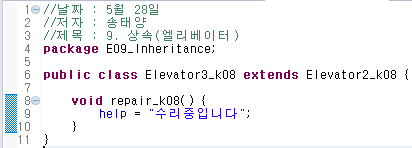 1 //날짜 : 5월 28일
2 //저자 : 송태양
3 //제목 : 9. 상속(엘리베이터)
4 package E09_Inheritance;
5
6 public class Elevator3_k08 extends Elevator2_k08 {
7
8 void repair_k08() {
9 help = "수리중입니다";
10 }
11 }